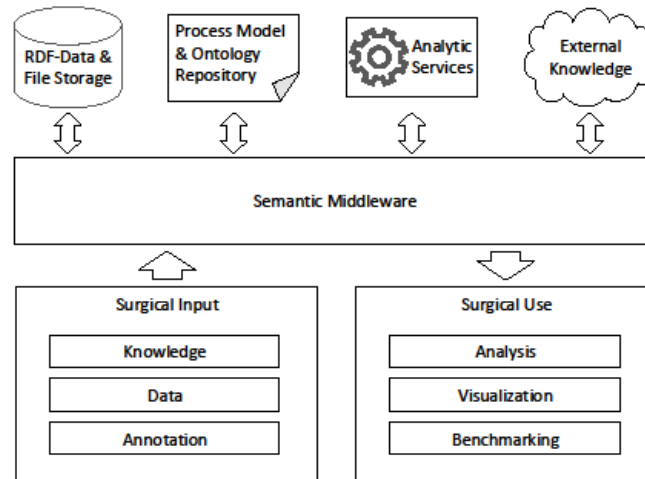 RDF-Data &
File Storage
Process Model
& Ontology
Repository
Analytic
Services
External
Knowledge
Semantic Middleware
Surgical Input
Knowledge
Data
Annotation
Surgical Use
Analysis
Visualization
Benchmarking